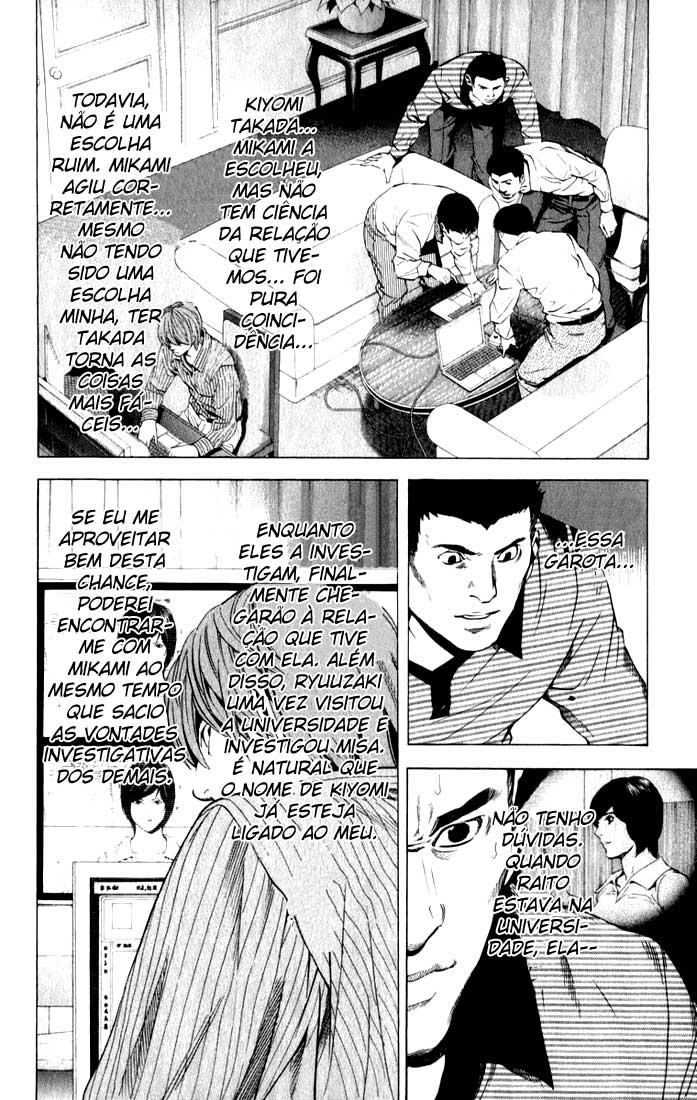 KIYOMI
TAKADA...
MIKAMI A
ESCOLHEU,
MAS NÃO
TEM CIÊNCIA
DA RELAÇÃO
QUE TIVE-
MOS... FOI
PURA
COINCI-
DÊNCIA...
TODAVIA,
NÃO É UMA
ESCOLHA
RUIM. MIKAMI
AGIU COR-
RETAMENTE...
MESMO
NÃO TENDO
SIDO UMA
ESCOLHA
MINHA, TER
TAKADA
TORNA AS
COISAS
MAIS FÁ-
CEIS...
...ESSA
GAROTA...
NÃO TENHO
DÚVIDAS.
QUANDO
RAITO
ESTAVA NA
UNIVERSI-
DADE, ELA--
ENQUANTO
ELES A INVES-
TIGAM, FINAL-
MENTE CHE-
GARÃO À RELA-
ÇÃO QUE TIVE
COM ELA. ALÉM
DISSO, RYUUZAKI
UMA VEZ VISITOU
A UNIVERSIDADE E
INVESTIGOU MISA.
É NATURAL QUE
O NOME DE KIYOMI
JÁ ESTEJA
LIGADO AO MEU.
SE EU ME
APROVEITAR
BEM DESTA
CHANCE,
PODEREI
ENCONTRAR-
ME COM
MIKAMI AO
MESMO TEMPO
QUE SACIO
AS VONTADES
INVESTIGATIVAS
DOS DEMAIS.